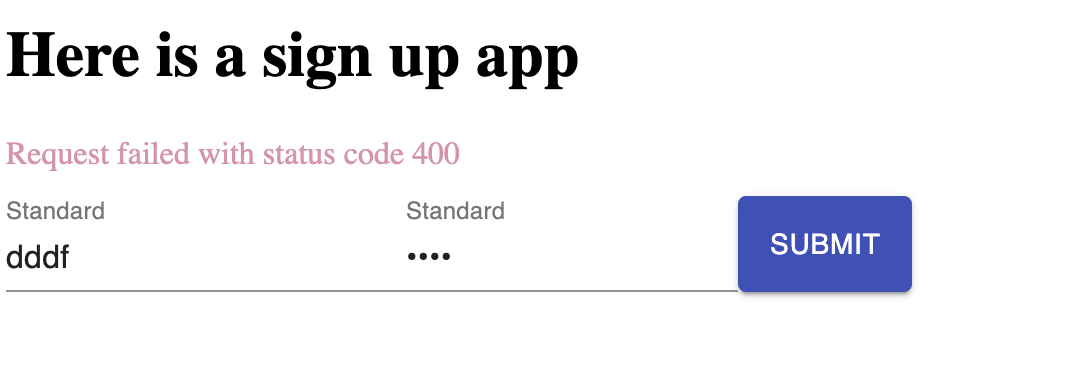 Here is a sign up app
Request failed with status code 400
Standard Standard
dddf •••• SUBMIT